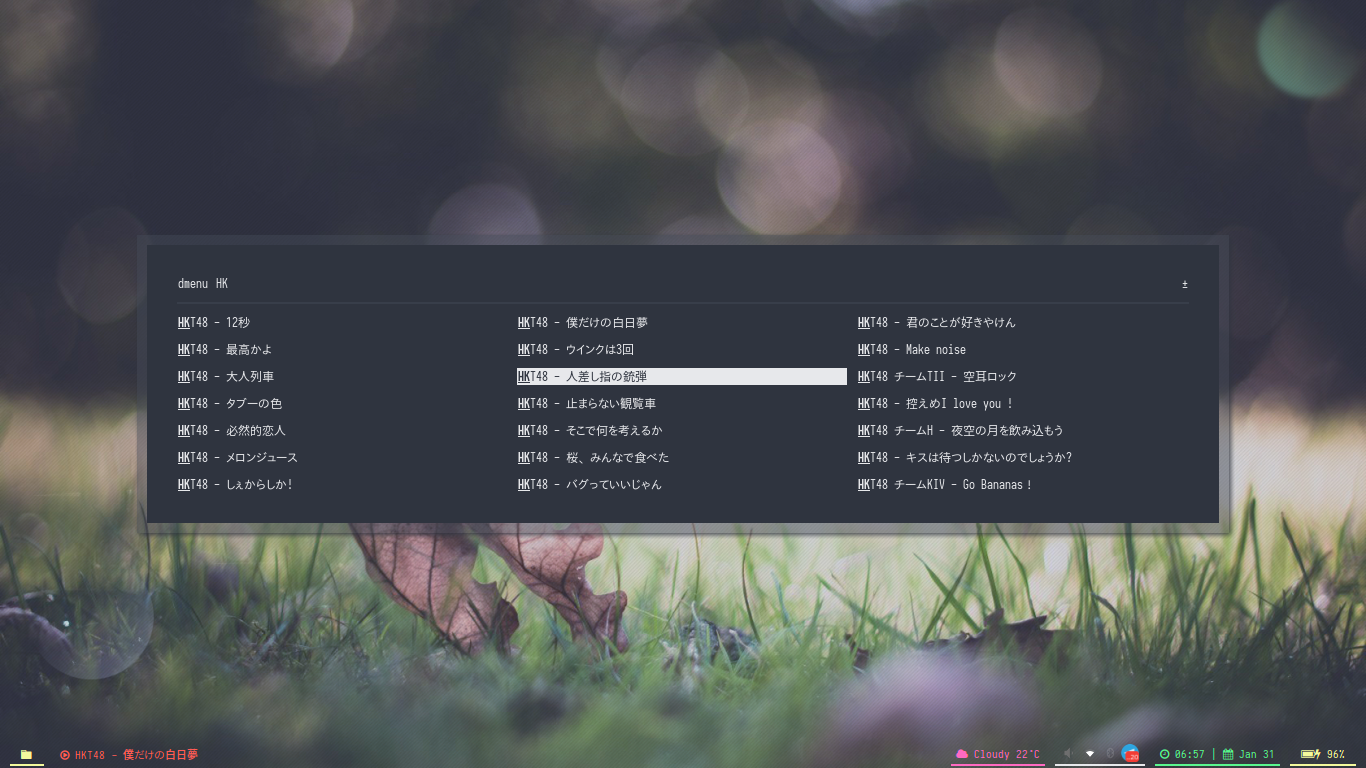 dmenu HK ±
HKT48 - 12秒 HKT48 - 僕だけの白日夢 HKT48 - 君のことが好きやけん
HKT48 - 最高かよ HKT48 - ウインクは3回 HKT48 - Make noise
HKT48 - 大人列車 HKT48 - 人差し指の銃弾 HKT48 チームTII - 空耳ロック
HKT48 - タブーの色 HKT48 - 止まらない観覧車 HKT48 - 控えめI love you !
HKT48 - 必然的恋人 HKT48 - そこで何を考えるか HKT48 チームH - 夜空の月を飲み込もう
HKT48 - メロンジュース HKT48 - 桜、みんなで食べた HKT48 - キスは待つしかないのでしょうか?
HKT48 - しぇからしか! HKT48 - バグっていいじゃん HKT48 チームKIV - Go Bananas！
HKT48 - 僕だけの白日夢 Cloudy 22°C 06:57 | Jan 31 96%